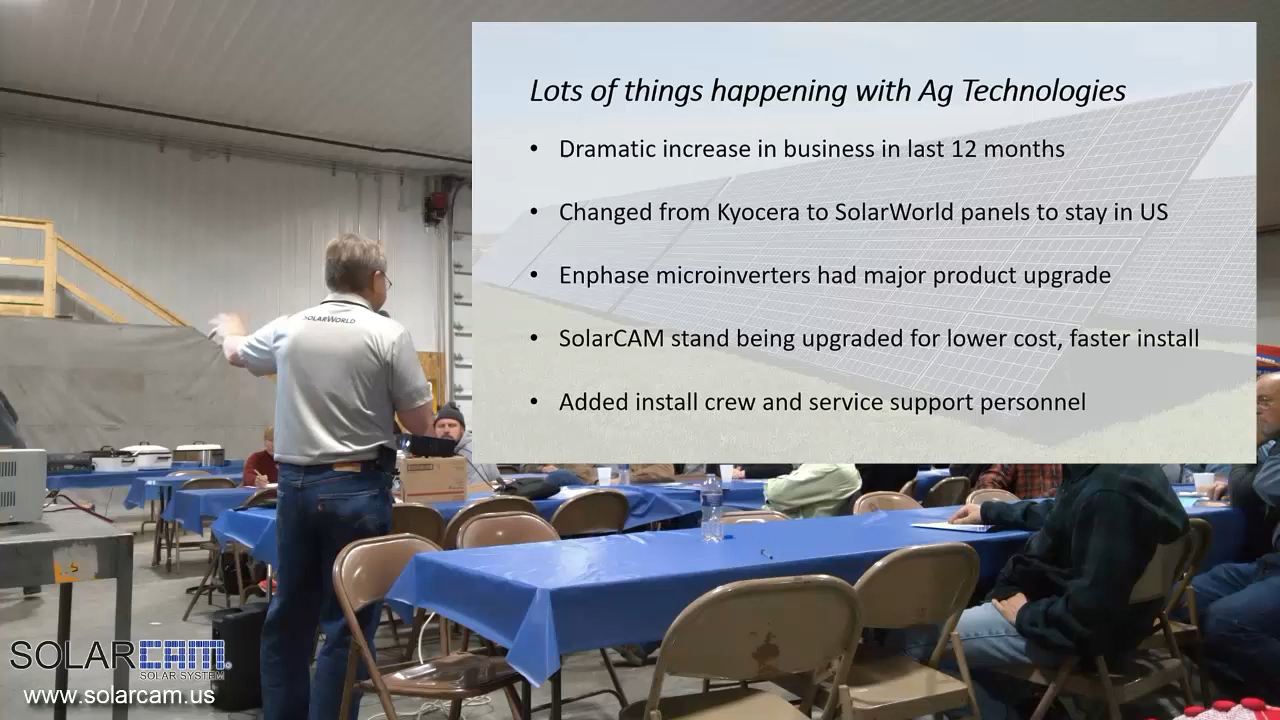 Lots of things happening with Ag Technologies
• Dramatic increase in business in last 12 months
• Changed from Kyocera to SolarWorld panels to stay in US
• Enphase microinverters had major product upgrade
• SolarCAM stand being upgraded for lower cost, faster install
• Added install crew and service support personnel
SOLARWORLD
SOLARCAM
SOLAR SYSTEM
www.solarcam.us